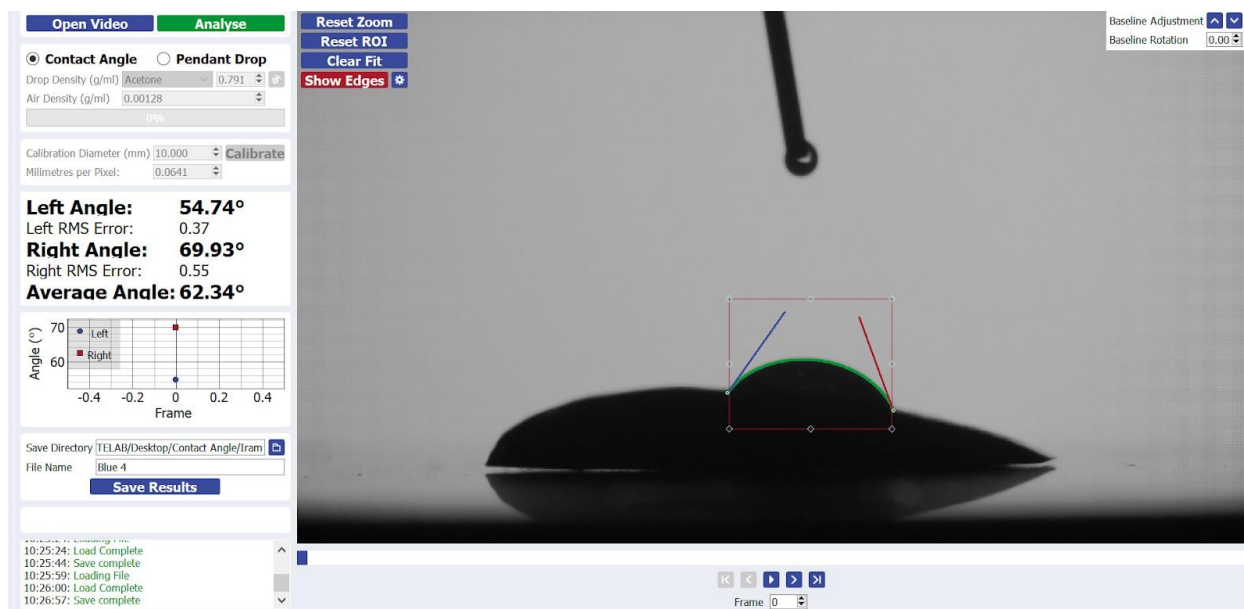 Open Video
Analyse
Contact Angle
Pendant Drop
Drop Density (g/ml) Acetone 0.791
Air Density (g/ml) 0.00128
0%
Calibration Diameter (mm) 10.000 Calibrate
Milimetres per Pixel: 0.0641
Left Angle: 54.74°
Left RMS Error: 0.37
Right Angle: 69.93°
Right RMS Error: 0.55
Average Angle: 62.34°
Angle (°)
70
60
Left
Right
-0.4 -0.2 0 0.2 0.4
Frame
Save Directory TELAB/Desktop/Contact Angle/Iram
File Name Blue 4
Save Results
10:25:24: Load Complete
10:25:44: Save complete
10:25:59: Loading File
10:26:00: Load Complete
10:26:57: Save complete
Reset Zoom
Reset ROI
Clear Fit
Show Edges
Baseline Adjustment
Baseline Rotation 0.00
Frame 0